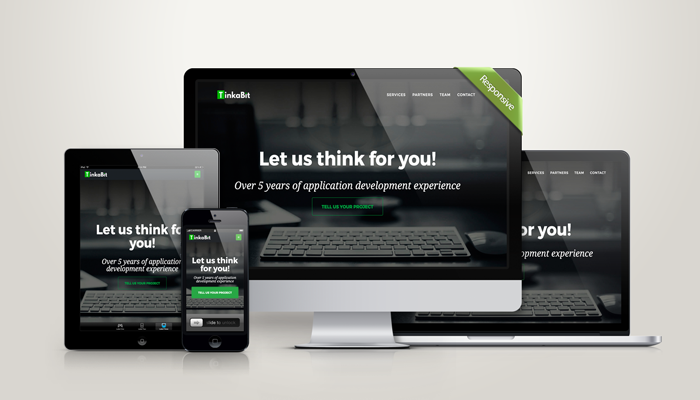 TinkaBit
SERVICES PARTNERS TEAM CONTACT
Responsive
Let us think for you!
Over 5 years of application development experience
TELL US YOUR PROJECT
TinkaBit
Let us think fo
you!
Over 5 years of application
development experience
TELL US YOUR PROJECT
TinkaBit
Let us think
for you!
Over 5 years of application
development experience
TELL US YOUR PROJECT
slide to unlock
SERVICES PARTNERS TEAM CONTACT
or you!
opment experience